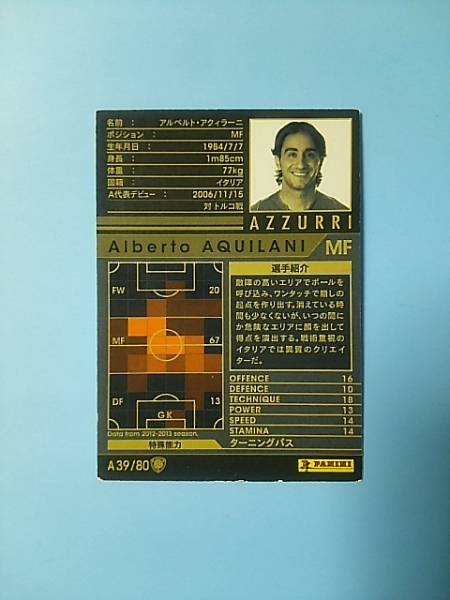 名前 : アルベルト・アクィラーニ
ポジション : MF
生年月日 : 1984/7/7
身長 : 1m85cm
体重 : 77kg
国籍 : イタリア
A代表デビュー : 2006/11/15
対 トルコ戦
AZZURRI
Alberto AQUILANI MF
FW 20
MF 67
DF 13
GK
Data from 2012-2013 season.
特殊能力
選手紹介
敵陣の高いエリアでボールを
呼び込み、ワンタッチで崩しの
起点を作り出す。消えている時
間も少なくないが、いつの間に
か危険なエリアに顔を出して
得点を演出する。戦術重視の
イタリアでは異質のクリエイ
ターだ。
OFFENCE 16
DEFENCE 10
TECHNIQUE 18
POWER 13
SPEED 14
STAMINA 14
ターニングパス
A39/80
PANINI